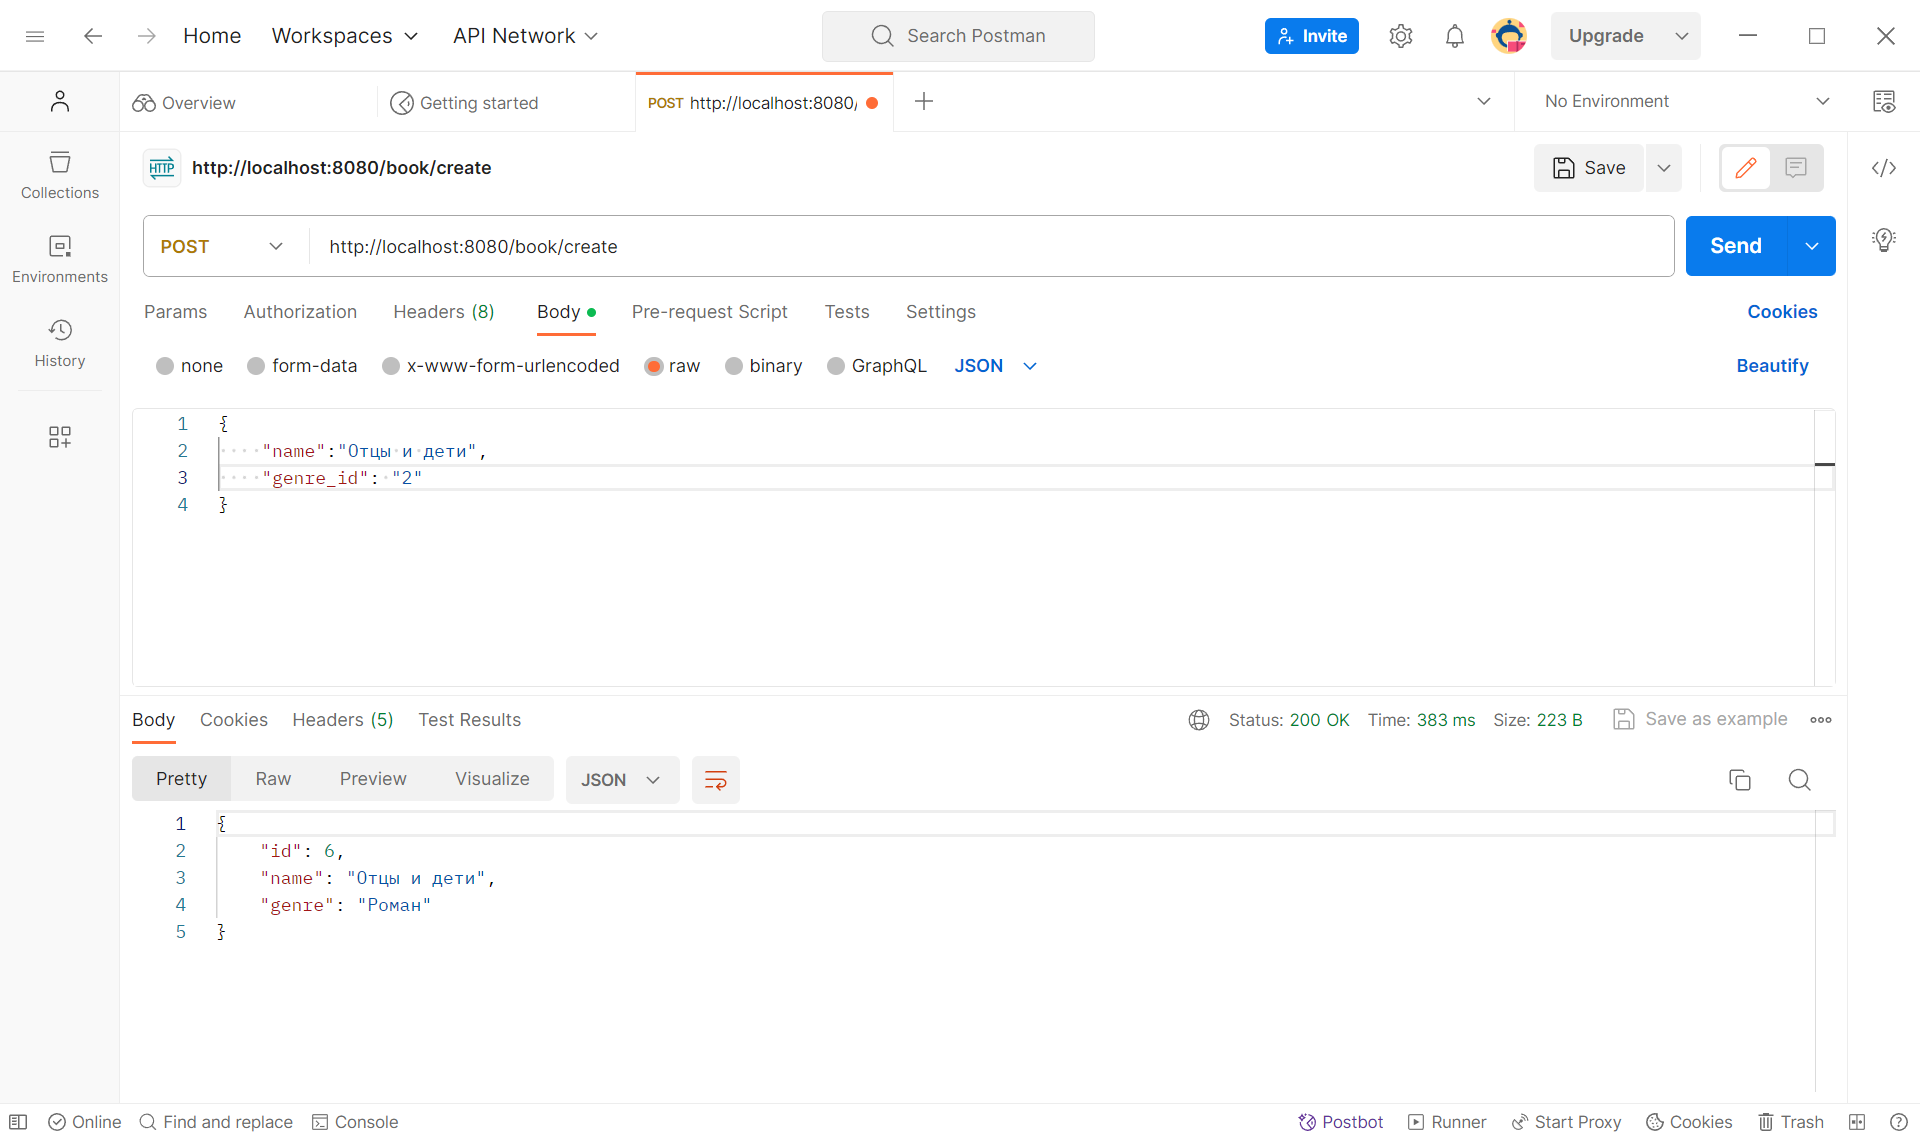 Home Workspaces API Network Search Postman Invite Upgrade
Overview Getting started POST http://localhost:8080/ No Environment
HTTP http://localhost:8080/book/create Save
Collections
Environments
History
POST http://localhost:8080/book/create Send
Params Authorization Headers (8) Body Pre-request Script Tests Settings Cookies
none form-data x-www-form-urlencoded raw binary GraphQL JSON Beautify
1 {
2 "name":"Отцы и дети",
3 "genre_id": "2"
4 }
Body Cookies Headers (5) Test Results Status: 200 OK Time: 383 ms Size: 223 B Save as example
Pretty Raw Preview Visualize JSON
1 {
2 "id": 6,
3 "name": "Отцы и дети",
4 "genre": "Роман"
5 }
Online Find and replace Console Postbot Runner Start Proxy Cookies Trash